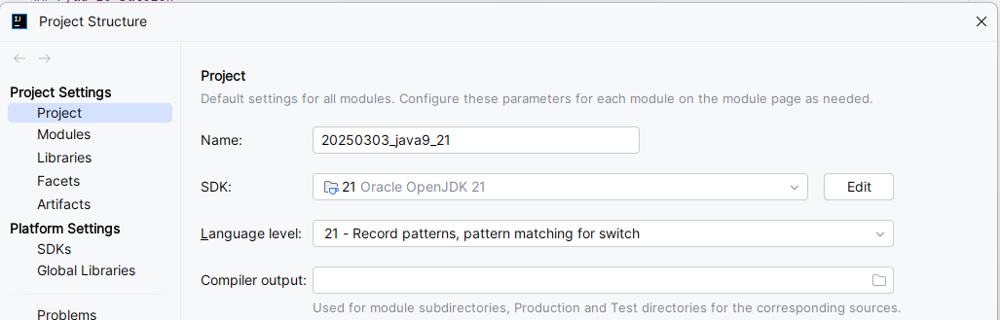 Project Structure
Project Settings
Project
Modules
Libraries
Facets
Artifacts
Platform Settings
SDKs
Global Libraries
Problems
Project
Default settings for all modules. Configure these parameters for each module on the module page as needed.
Name: 20250303_java9_21
SDK: 21 Oracle OpenJDK 21 Edit
Language level: 21 - Record patterns, pattern matching for switch
Compiler output:
Used for module subdirectories, Production and Test directories for the corresponding sources.